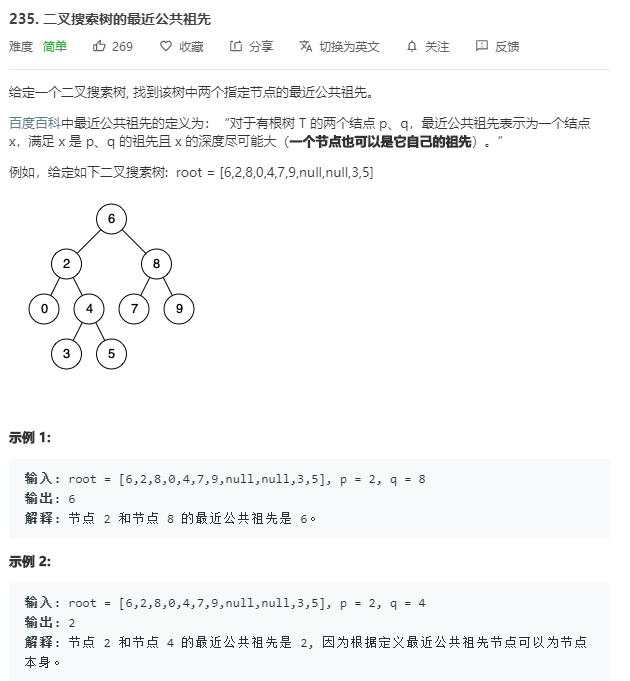 235. 二叉搜索树的最近公共祖先
难度 简单 269 收藏 分享 切换为英文 关注 反馈
给定一个二叉搜索树, 找到该树中两个指定节点的最近公共祖先。
百度百科中最近公共祖先的定义为：“对于有根树 T 的两个结点 p、q，最近公共祖先表示为一个结点
x，满足 x 是 p、q 的祖先且 x 的深度尽可能大（一个节点也可以是它自己的祖先）。”
例如，给定如下二叉搜索树: root = [6,2,8,0,4,7,9,null,null,3,5]
6
2 8
0 4 7 9
3 5
示例 1:
输入: root = [6,2,8,0,4,7,9,null,null,3,5], p = 2, q = 8
输出: 6
解释: 节点 2 和节点 8 的最近公共祖先是 6。
示例 2:
输入: root = [6,2,8,0,4,7,9,null,null,3,5], p = 2, q = 4
输出: 2
解释: 节点 2 和节点 4 的最近公共祖先是 2, 因为根据定义最近公共祖先节点可以为节点
本身。